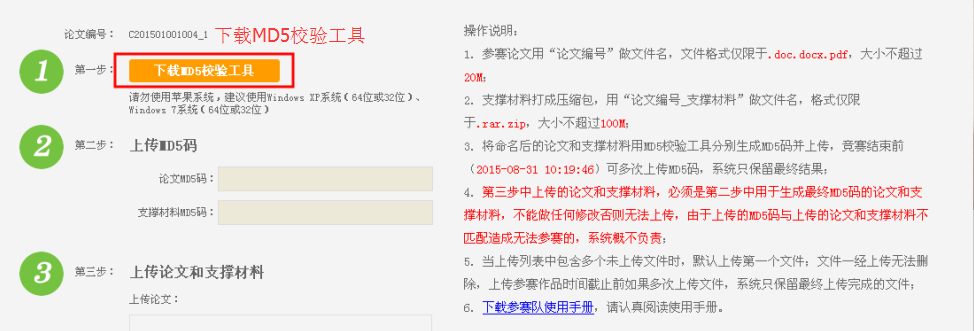 论文编号： C201501001004_1 下载MD5校验工具
1 第一步： 下载MD5校验工具
请勿使用苹果系统，建议使用Windows XP系统（64位或32位）、
Windows 7系统（64位或32位）
2 第二步： 上传MD5码
论文MD5码：
支撑材料MD5码：
3 第三步： 上传论文和支撑材料
上传论文：
操作说明：
1. 参赛论文用“论文编号”做文件名，文件格式仅限于.doc.docx.pdf，大小不超过
20M；
2. 支撑材料打成压缩包，用“论文编号_支撑材料”做文件名，格式仅限
于.rar.zip，大小不超过100M；
3. 将命名后的论文和支撑材料用MD5校验工具分别生成MD5码并上传，竞赛结束前
（2015-08-31 10:19:46）可多次上传MD5码，系统只保留最终结果；
4. 第三步中上传的论文和支撑材料，必须是第二步中用于生成最终MD5码的论文和支
撑材料，不能做任何修改否则无法上传，由于上传的MD5码与上传的论文和支撑材料不
匹配造成无法参赛的，系统概不负责；
5. 当上传列表中包含多个未上传文件时，默认上传第一个文件；文件一经上传无法删
除，上传参赛作品时间截止前如果多次上传文件，系统只保留最终上传完成的文件；
6. 下载参赛队使用手册，请认真阅读使用手册。